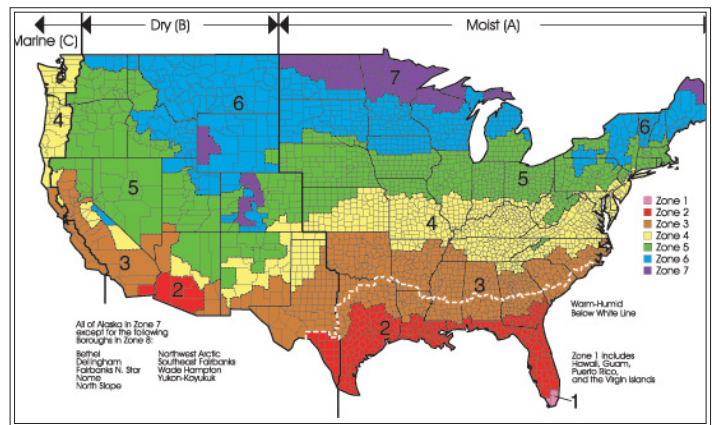 Marine (C)
Dry (B)
Moist (A)
7
6
4
6
5
5
4
3
3
2
2
1
Zone 1
Zone 2
Zone 3
Zone 4
Zone 5
Zone 6
Zone 7
Warm-Humid
Below White Line
All of Alaska in Zone 7
except for the following
Boroughs in Zone 8:
Bethel
Dellingham
Fairbanks N. Star
Nome
North Slope
Northwest Arctic
Southeast Fairbanks
Wade Hampton
Yukon-Koyukuk
Zone 1 includes
Hawaii, Guam,
Puerto Rico,
and the Virgin Islands